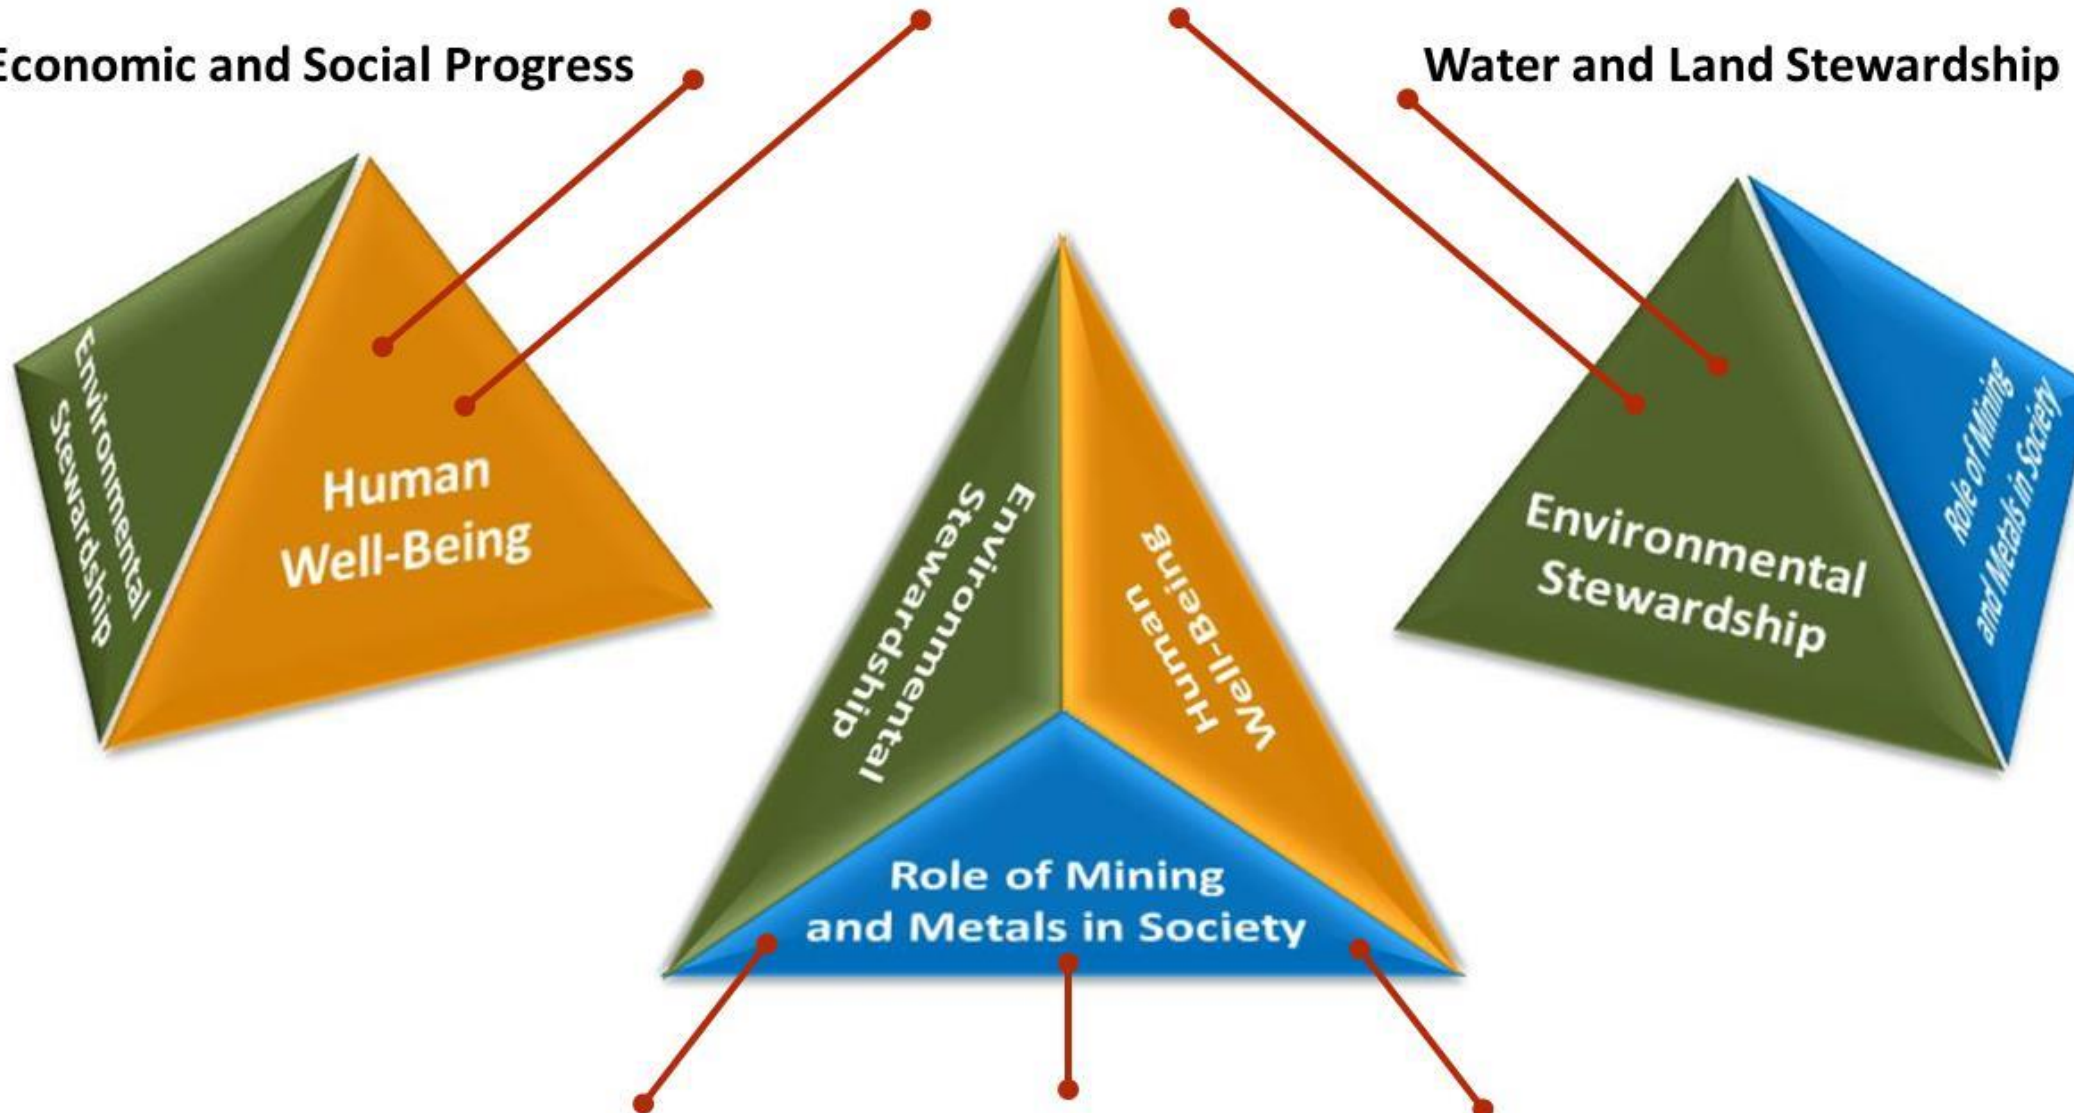 Economic and Social Progress
Water and Land Stewardship
Environmental
Stewardship
Human
Well-Being
Environmental
Stewardship
Human
Well-Being
Role of Mining
and Metals in Society
Environmental
Stewardship
Role of Mining
and Metals in Society